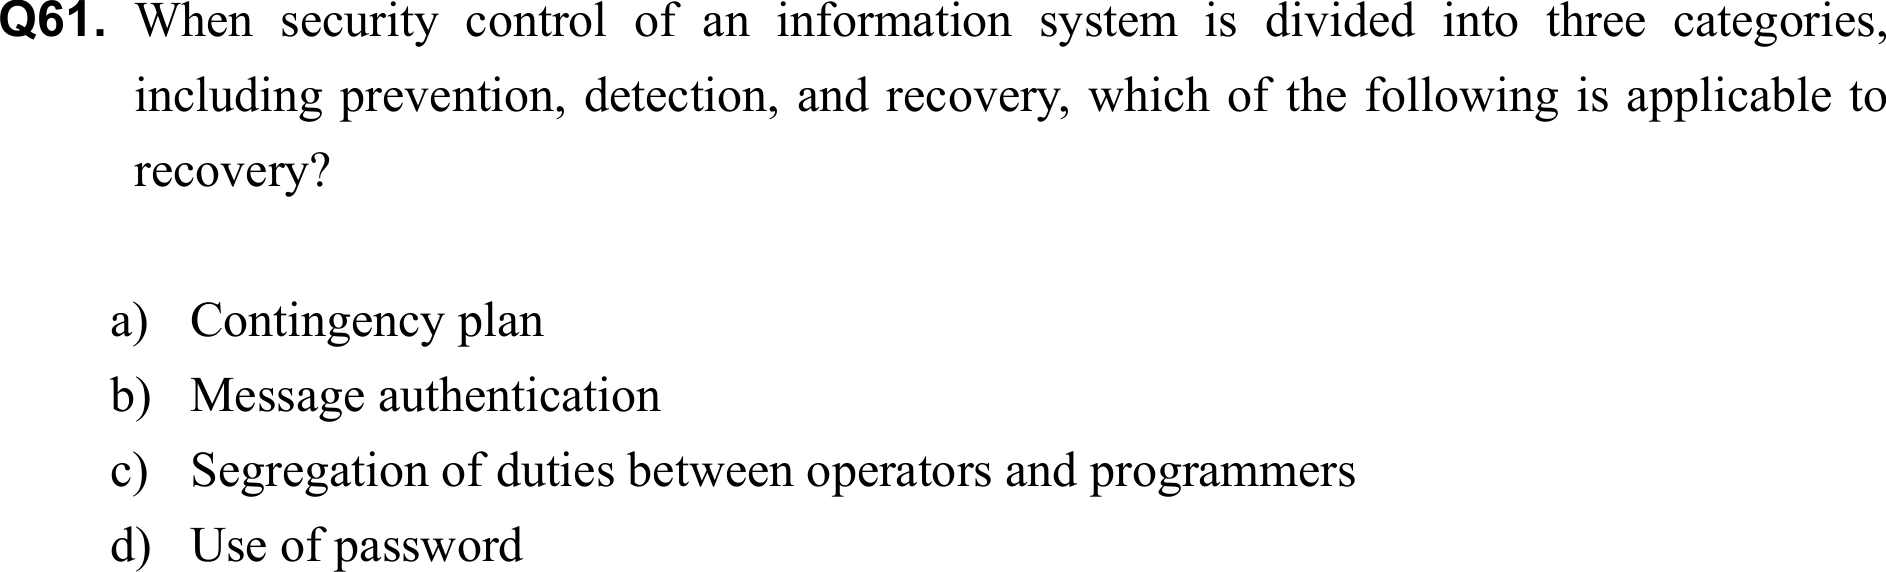 Q61. When security control of an information system is divided into three categories,
including prevention, detection, and recovery, which of the following is applicable to
recovery?
a) Contingency plan
b) Message authentication
c) Segregation of duties between operators and programmers
d) Use of password